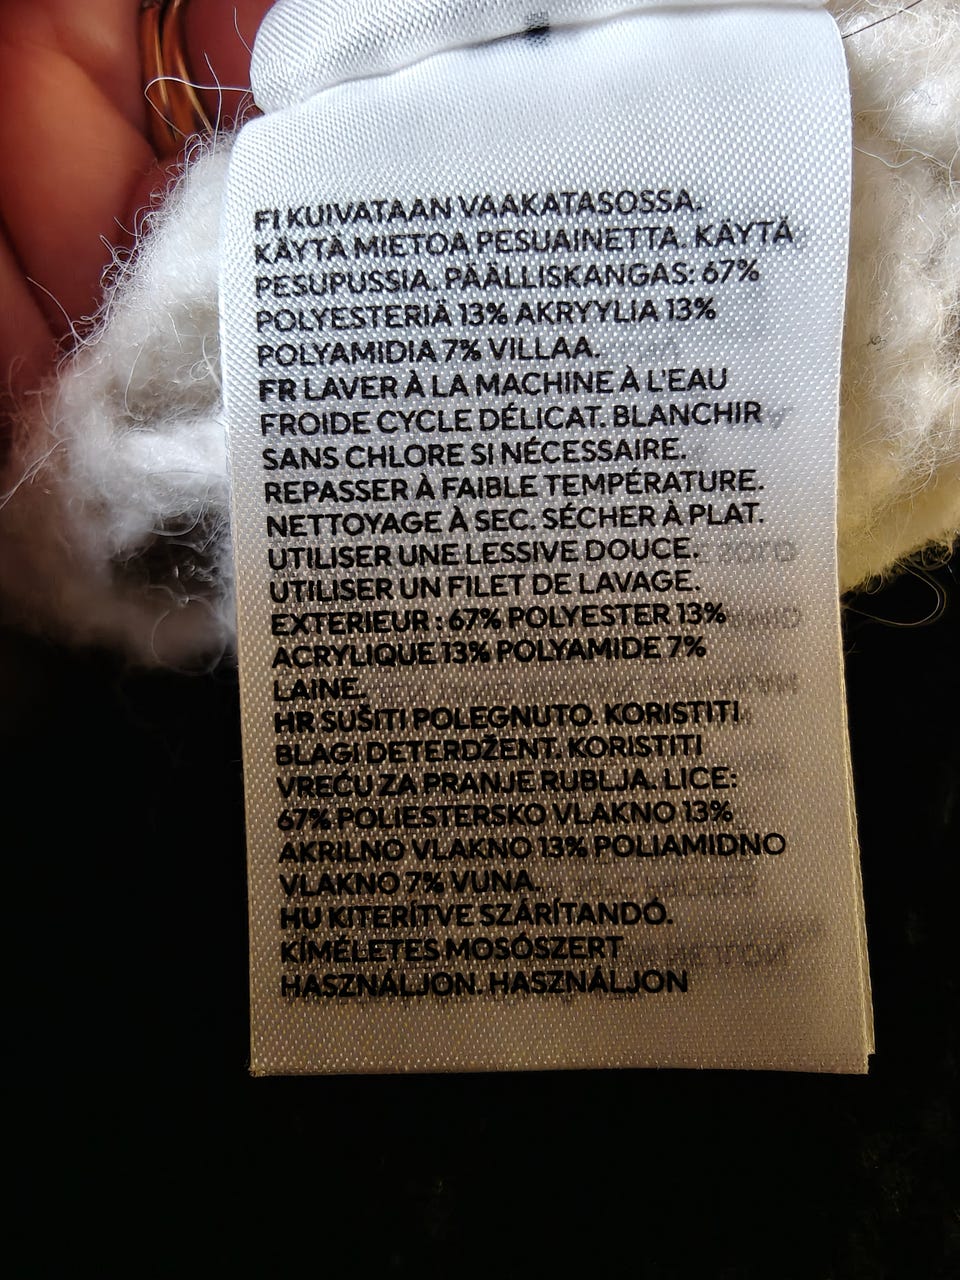 FI KUIVATAAN VAAKATASOSSA.
KÄYTÄ MIETOA PESUAINETTA. KÄYTÄ
PESUPUSSIA. PÄÄLLISKANGAS: 67%
POLYESTERIÄ 13% AKRYYLIA 13%
POLYAMIDIA 7% VILLAA.
FR LAVER À LA MACHINE À L'EAU
FROIDE CYCLE DÉLICAT. BLANCHIR
SANS CHLORE SI NÉCESSAIRE.
REPASSER À FAIBLE TEMPÉRATURE.
NETTOYAGE À SEC. SÉCHER À PLAT.
UTILISER UNE LESSIVE DOUCE.
UTILISER UN FILET DE LAVAGE.
EXTERIEUR : 67% POLYESTER 13%
ACRYLIQUE 13% POLYAMIDE 7%
LAINE.
HR SUŠITI POLEGNUTO. KORISTITI
BLAGI DETERDŽENT. KORISTITI
VREĆU ZA PRANJE RUBLJA. LICE:
67% POLIESTERSKO VLAKNO 13%
AKRILNO VLAKNO 13% POLIAMIDNO
VLAKNO 7% VUNA.
HU KITERÍTVE SZÁRÍTANDÓ.
KÍMÉLETES MOSÓSZERT
HASZNÁLJON. HASZNÁLJON